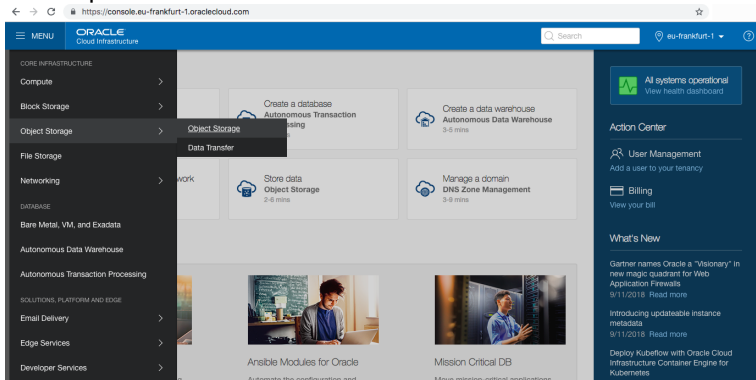 https://console.eu-frankfurt-1.oraclecloud.com
MENU
ORACLE
Cloud Infrastructure
Search
eu-frankfurt-1
CORE INFRASTRUCTURE
Compute
Block Storage
Object Storage
Object Storage
Data Transfer
File Storage
Networking
DATABASE
Bare Metal, VM, and Exadata
Autonomous Data Warehouse
Autonomous Transaction Processing
SOLUTIONS, PLATFORM AND EDGE
Email Delivery
Edge Services
Developer Services
Create a database
Autonomous Transaction
Create a data warehouse
Autonomous Data Warehouse
3-5 mins
Store data
Object Storage
2-6 mins
Manage a domain
DNS Zone Management
3-9 mins
Ansible Modules for Oracle
Mission Critical DB
All systems operational
View health dashboard
Action Center
User Management
Add a user to your tenancy
Billing
View your bill
What's New
Gartner names Oracle a "Visionary" in
new magic quadrant for Web
Application Firewalls
9/11/2018 Read more
Introducing updateable instance
metadata
9/11/2018 Read more
Deploy Kubeflow with Oracle Cloud
Infrastructure Container Engine for
Kubernetes